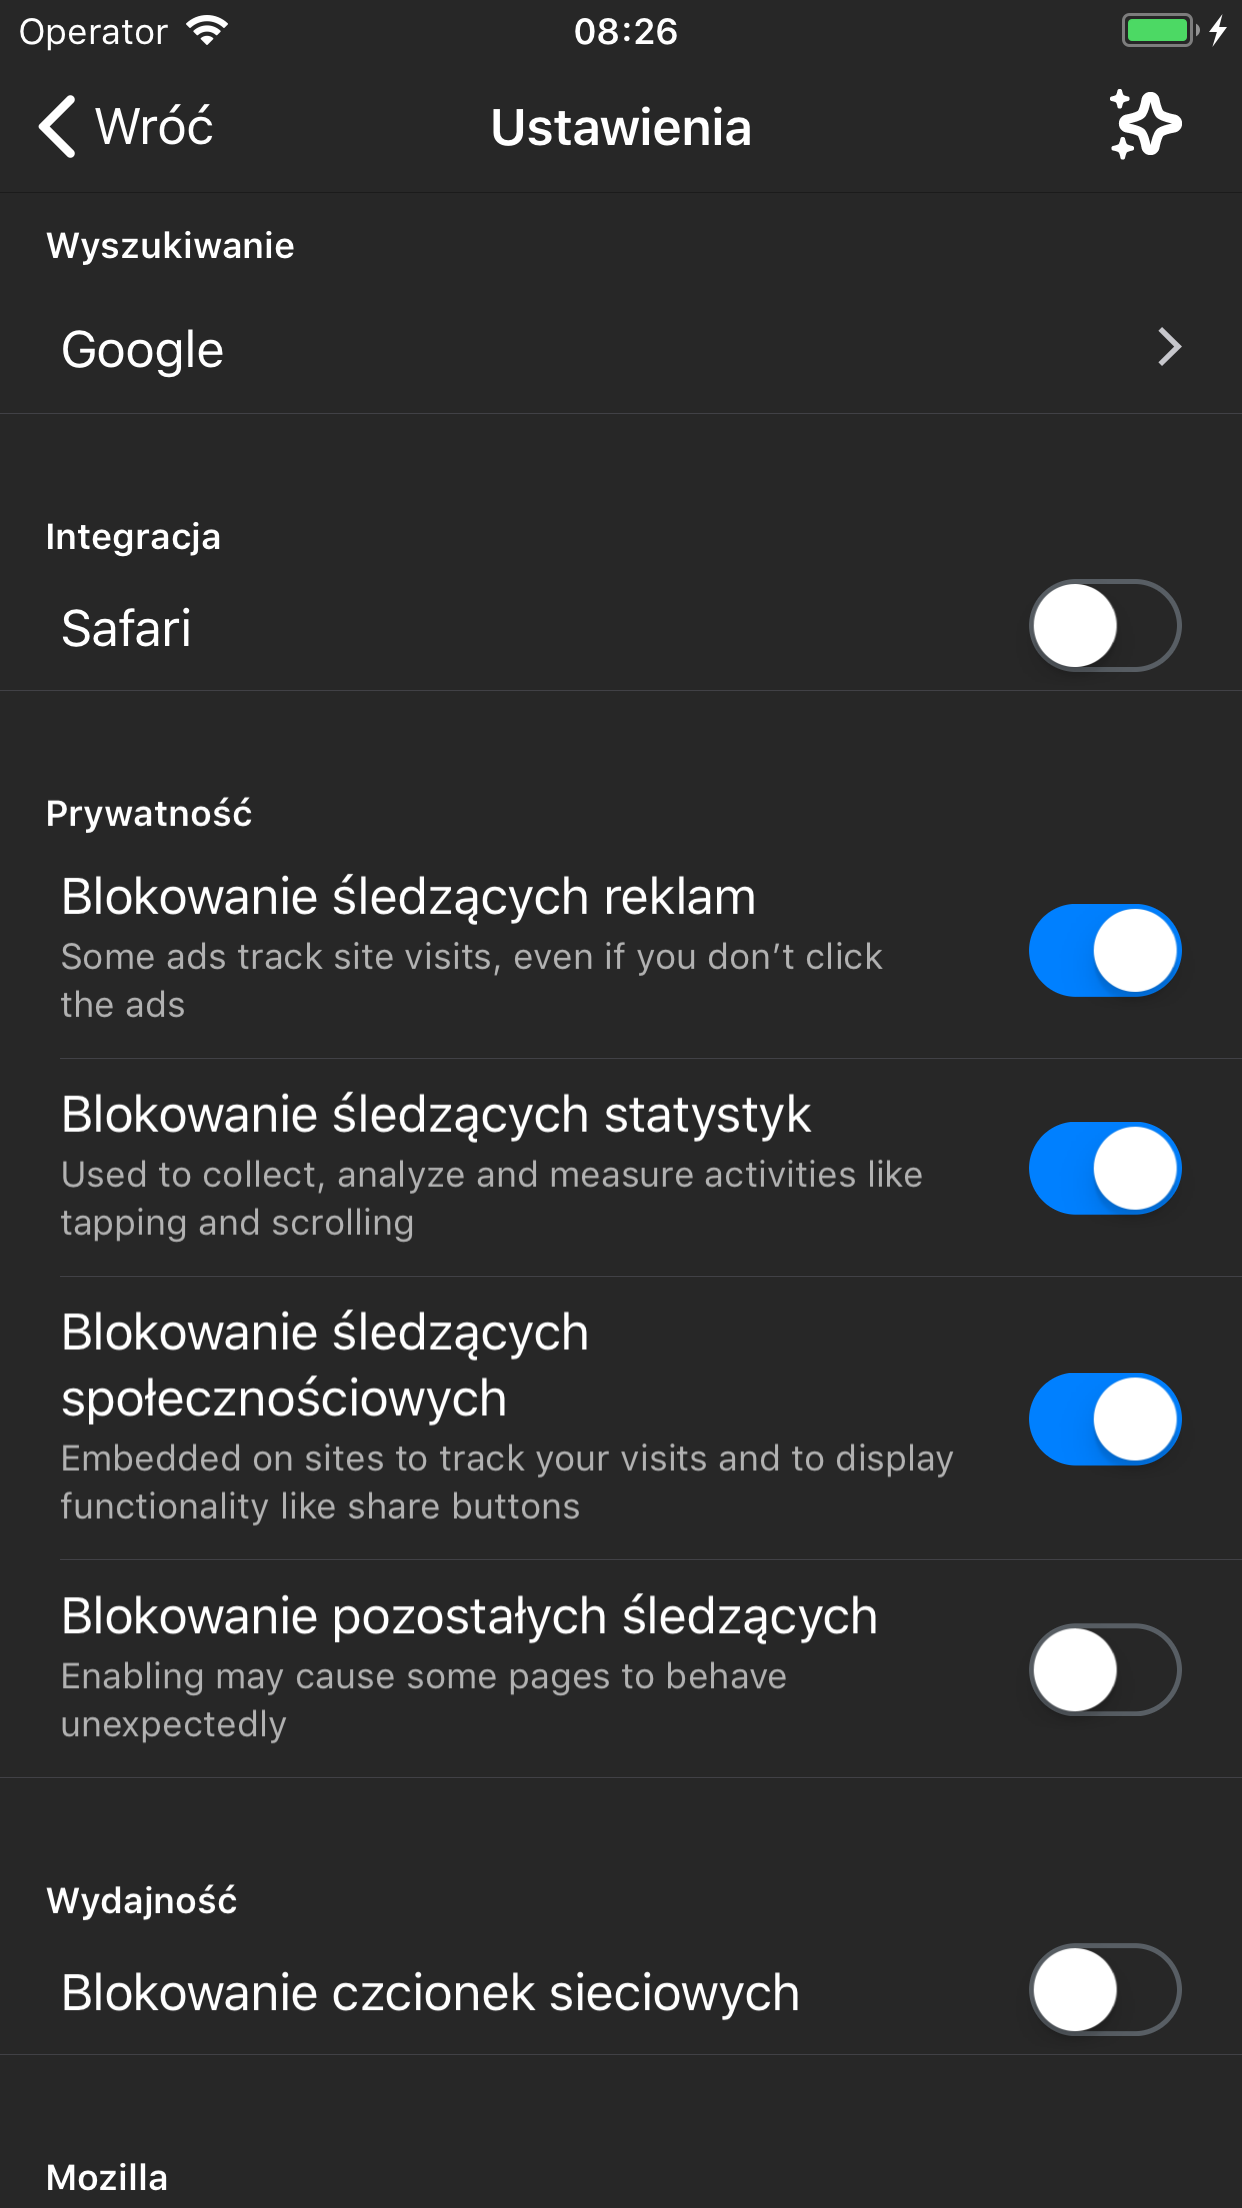 Operator
08:26
Wróć
Ustawienia
Wyszukiwanie
Google
Integracja
Safari
Prywatność
Blokowanie śledzących reklam
Some ads track site visits, even if you don’t click
the ads
Blokowanie śledzących statystyk
Used to collect, analyze and measure activities like
tapping and scrolling
Blokowanie śledzących
społecznościowych
Embedded on sites to track your visits and to display
functionality like share buttons
Blokowanie pozostałych śledzących
Enabling may cause some pages to behave
unexpectedly
Wydajność
Blokowanie czcionek sieciowych
Mozilla